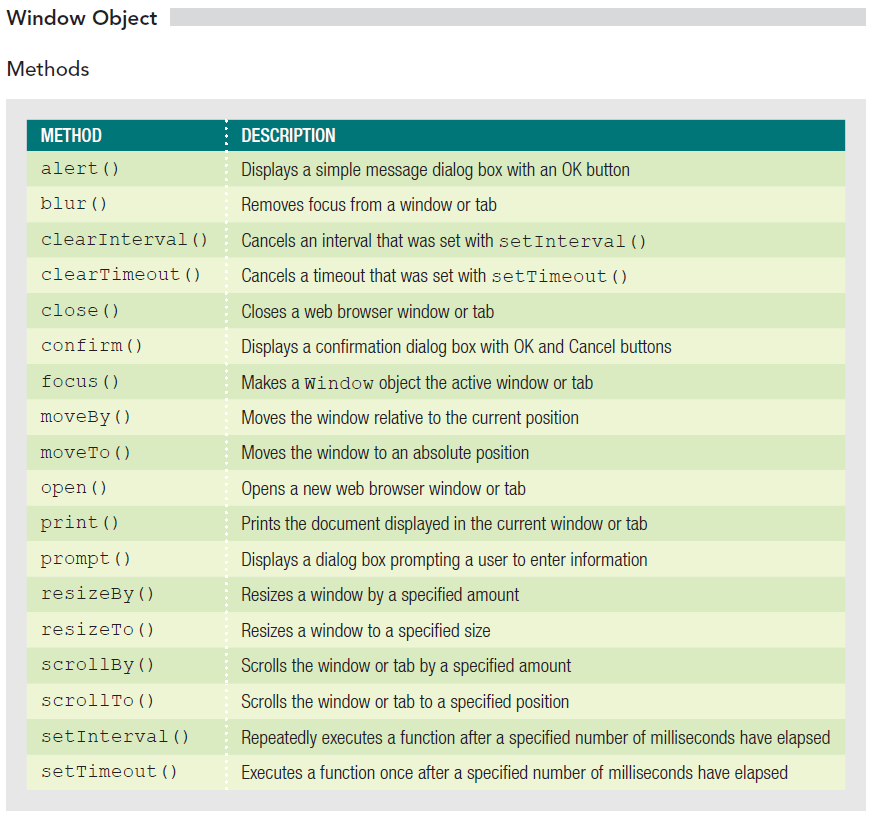 Window Object
Methods
METHOD DESCRIPTION
alert() Displays a simple message dialog box with an OK button
blur() Removes focus from a window or tab
clearInterval() Cancels an interval that was set with setInterval()
clearTimeout() Cancels a timeout that was set with setTimeout()
close() Closes a web browser window or tab
confirm() Displays a confirmation dialog box with OK and Cancel buttons
focus() Makes a Window object the active window or tab
moveBy() Moves the window relative to the current position
moveTo() Moves the window to an absolute position
open() Opens a new web browser window or tab
print() Prints the document displayed in the current window or tab
prompt() Displays a dialog box prompting a user to enter information
resizeBy() Resizes a window by a specified amount
resizeTo() Resizes a window to a specified size
scrollBy() Scrolls the window or tab by a specified amount
scrollTo() Scrolls the window or tab to a specified position
setInterval() Repeatedly executes a function after a specified number of milliseconds have elapsed
setTimeout() Executes a function once after a specified number of milliseconds have elapsed